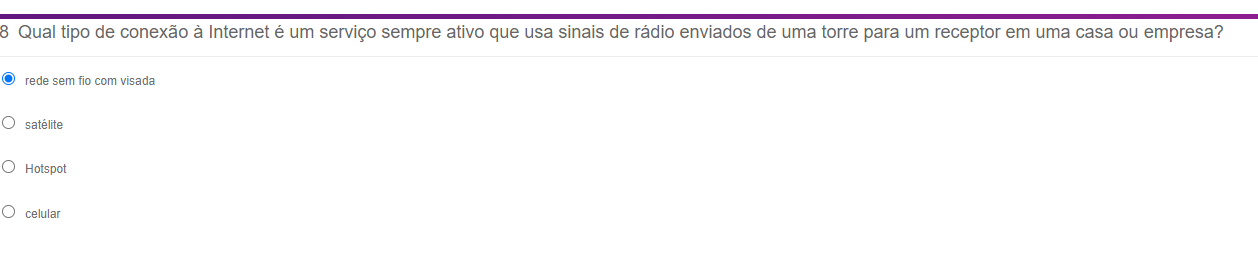 8 Qual tipo de conexão à Internet é um serviço sempre ativo que usa sinais de rádio enviados de uma torre para um receptor em uma casa ou empresa?
rede sem fio com visada
satélite
Hotspot
celular